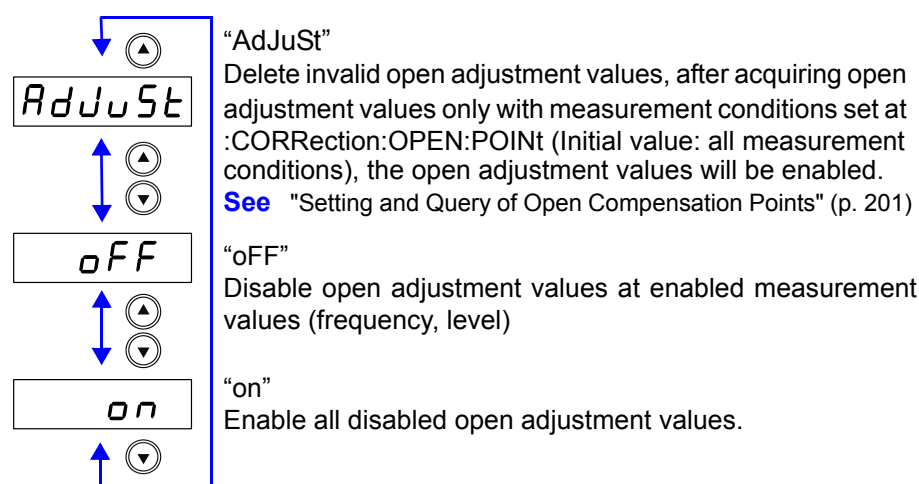 “AdJuSt”
AdJuSt
Delete invalid open adjustment values, after acquiring open
adjustment values only with measurement conditions set at
:CORRection:OPEN:POINt (Initial value: all measurement
conditions), the open adjustment values will be enabled.
See "Setting and Query of Open Compensation Points" (p. 201)
oFF
“oFF”
Disable open adjustment values at enabled measurement
values (frequency, level)
on
“on”
Enable all disabled open adjustment values.